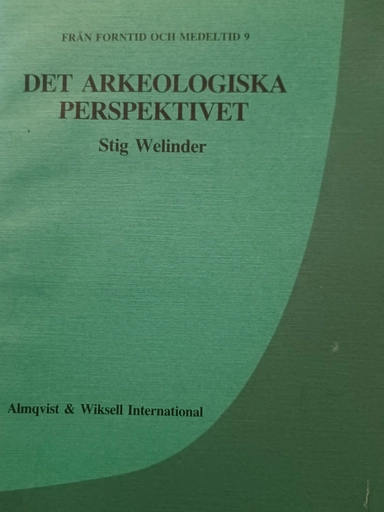 FRÅN FORNTID OCH MEDELTID 9
DET ARKEOLOGISKA
PERSPEKTIVET
Stig Welinder
Almqvist & Wiksell International